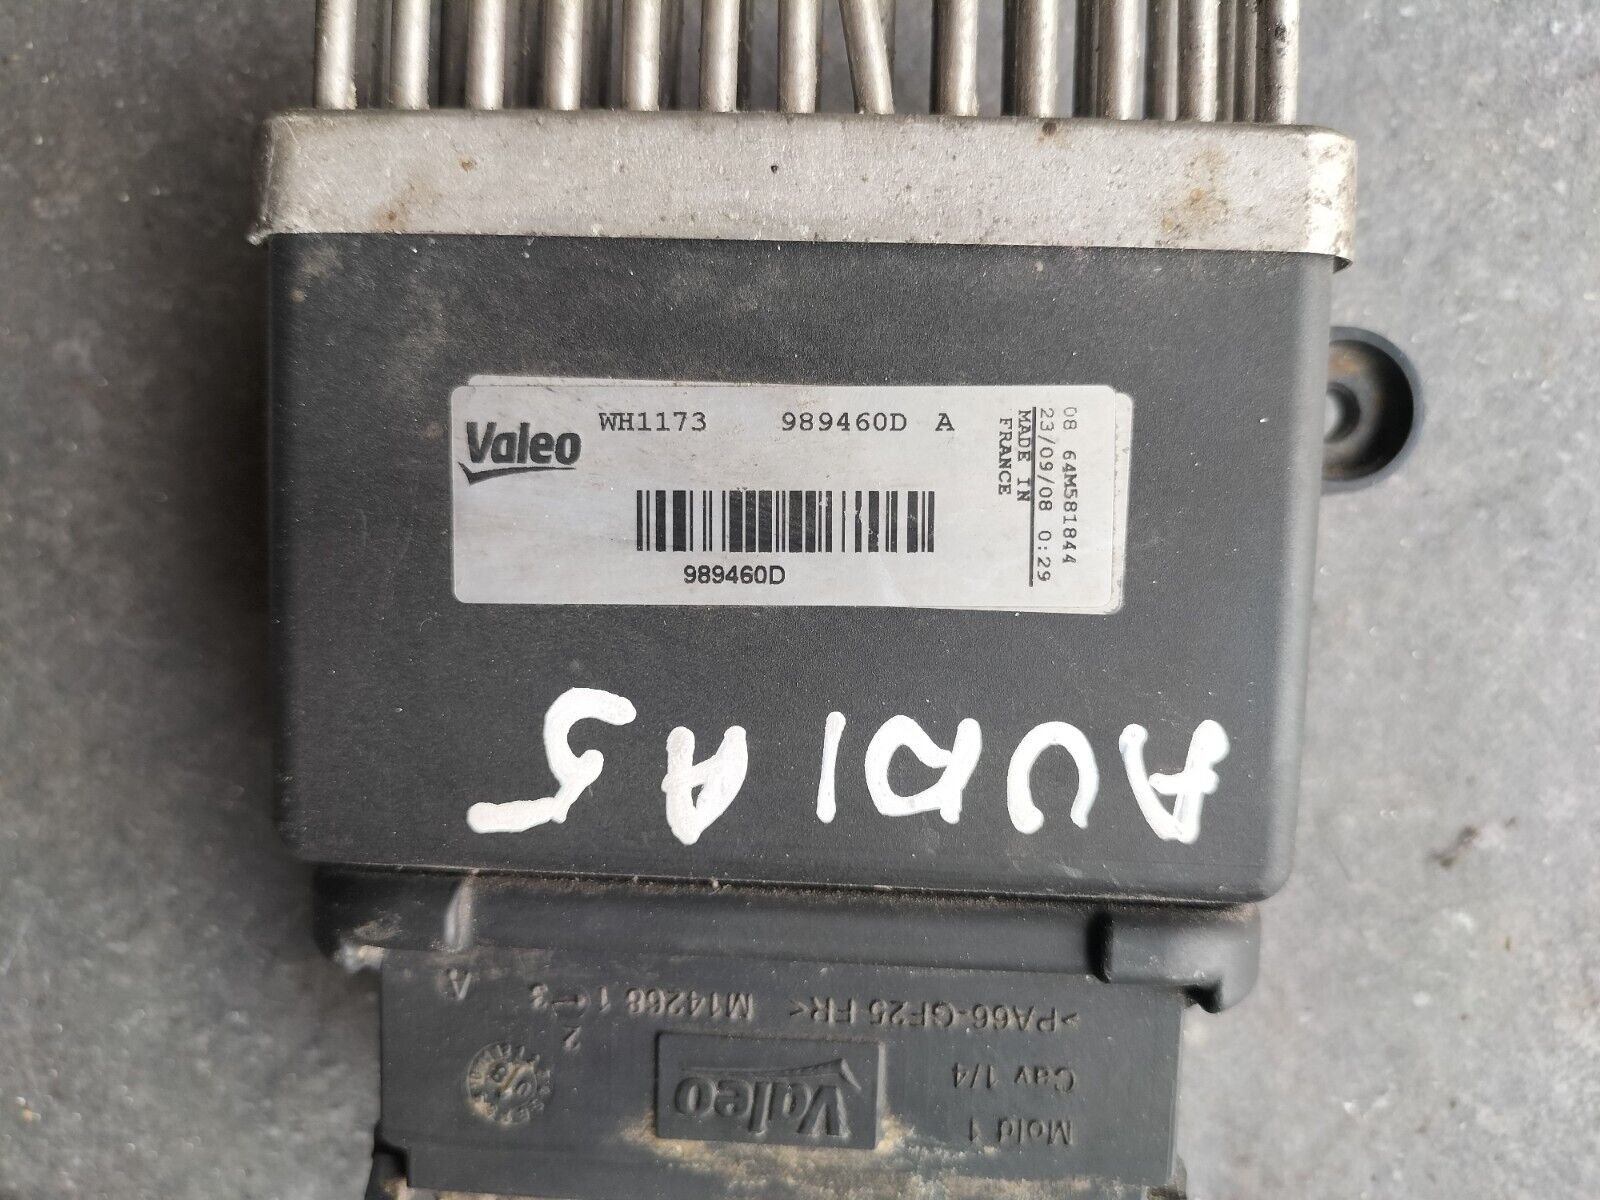 Valeo
WH1173 989460D A
989460D
08 64M581844
23/09/08 0:29
MADE IN
FRANCE
AUDI A5
Mold 1
Cav 1/4
>PA66-GF25 FR< M14268 1
Valeo